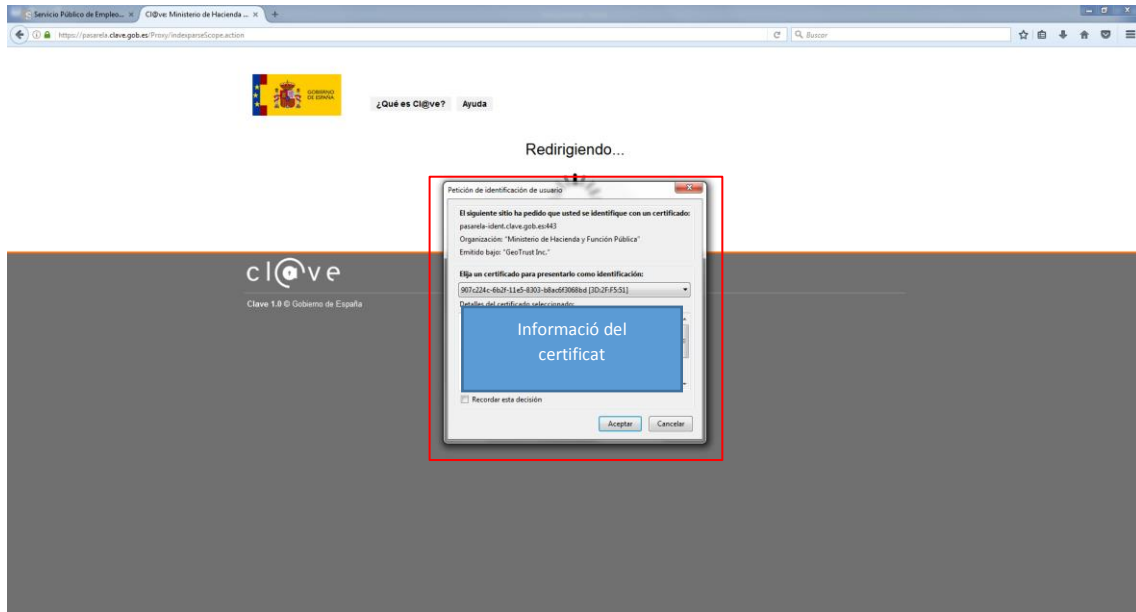 Servicio Público de Empleo...
Cl@ve: Ministerio de Hacienda ...
https://pasarela.clave.gob.es/Proxy/indexparseScope.action
Buscar
GOBIERNO
DE ESPAÑA
¿Qué es Cl@ve?
Ayuda
Redirigiendo...
Petición de identificación de usuario
El siguiente sitio ha pedido que usted se identifique con un certificado:
pasarela-ident.clave.gob.es:443
Organización: "Ministerio de Hacienda y Función Pública"
Emitido bajo: "GeoTrust Inc."
Elija un certificado para presentarlo como identificación:
907c224c-6b2f-11e5-8303-b8ac6f3068bd [3D:2F:F5:51]
Detalles del certificado seleccionado:
Informació del
certificat
Recordar esta decisión
Aceptar
Cancelar
cl@ve
Clave 1.0 © Gobierno de España